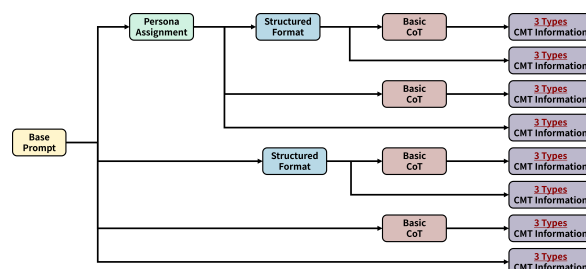 Persona
Assignment
Structured
Format
Basic
CoT
3 Types
CMT Information
3 Types
CMT Information
Basic
CoT
3 Types
CMT Information
3 Types
CMT Information
Base
Prompt
Structured
Format
Basic
CoT
3 Types
CMT Information
3 Types
CMT Information
Basic
CoT
3 Types
CMT Information
3 Types
CMT Information